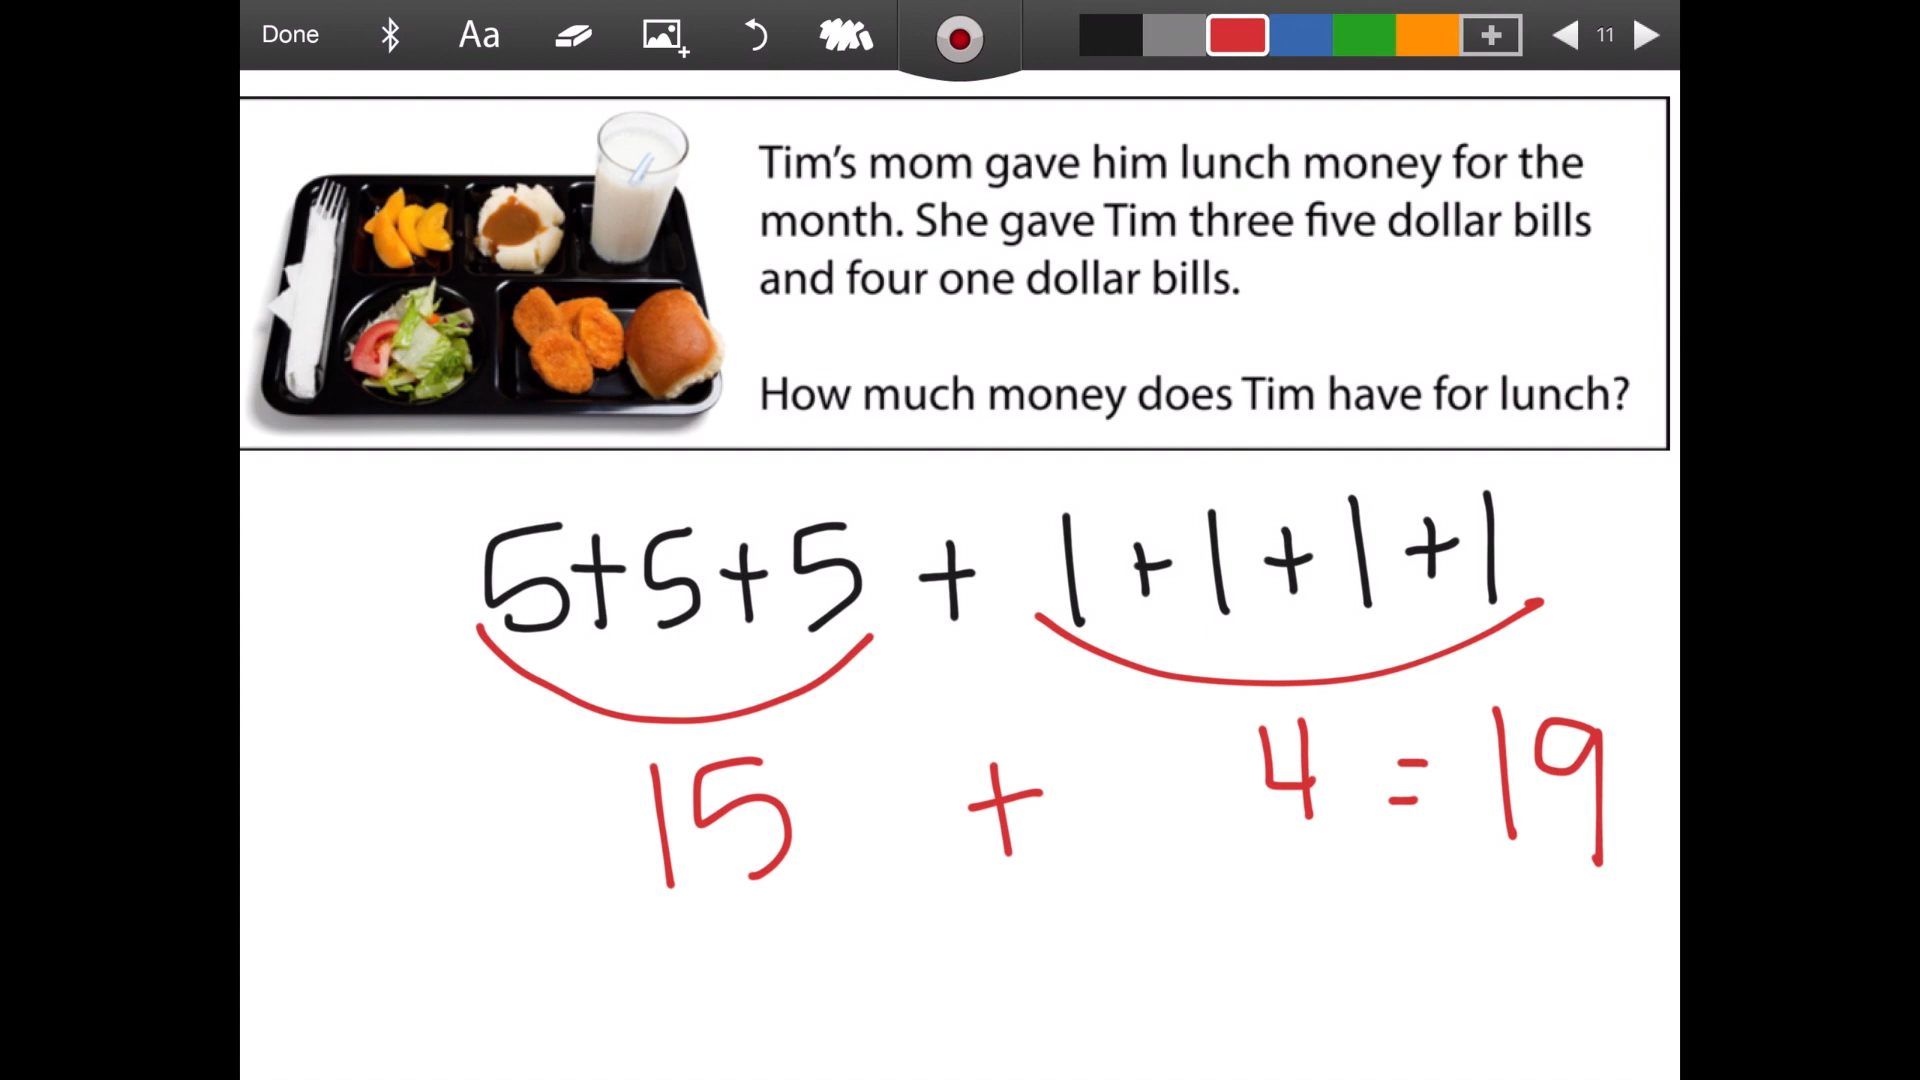 Done Aa 11
Tim's mom gave him lunch money for the
month. She gave Tim three five dollar bills
and four one dollar bills.
How much money does Tim have for lunch?
5+5+5 + 1+1+1+1
15 + 4 = 19